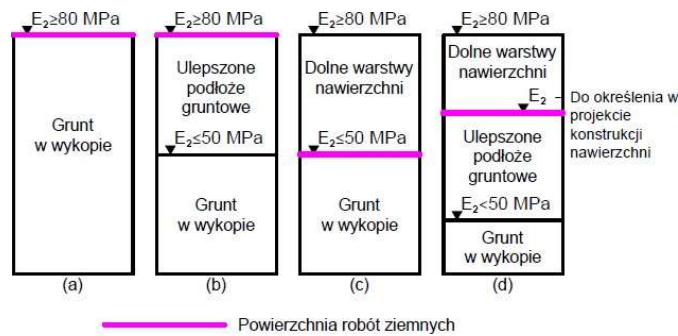 E₂≥80 MPa
Grunt
w wykopie
(a)
E₂≥80 MPa
Ulepszone
podłoże
gruntowe
E₂≤50 MPa
Grunt
w wykopie
(b)
E₂≥80 MPa
Dolne warstwy
nawierzchni
E₂≤50 MPa
Grunt
w wykopie
(c)
E₂≥80 MPa
Dolne warstwy
nawierzchni
E₂ – Do określenia w
projekcie
konstrukcji
nawierzchni
Ulepszone
podłoże
gruntowe
E₂<50 MPa
Grunt
w wykopie
(d)
Powierzchnia robót ziemnych